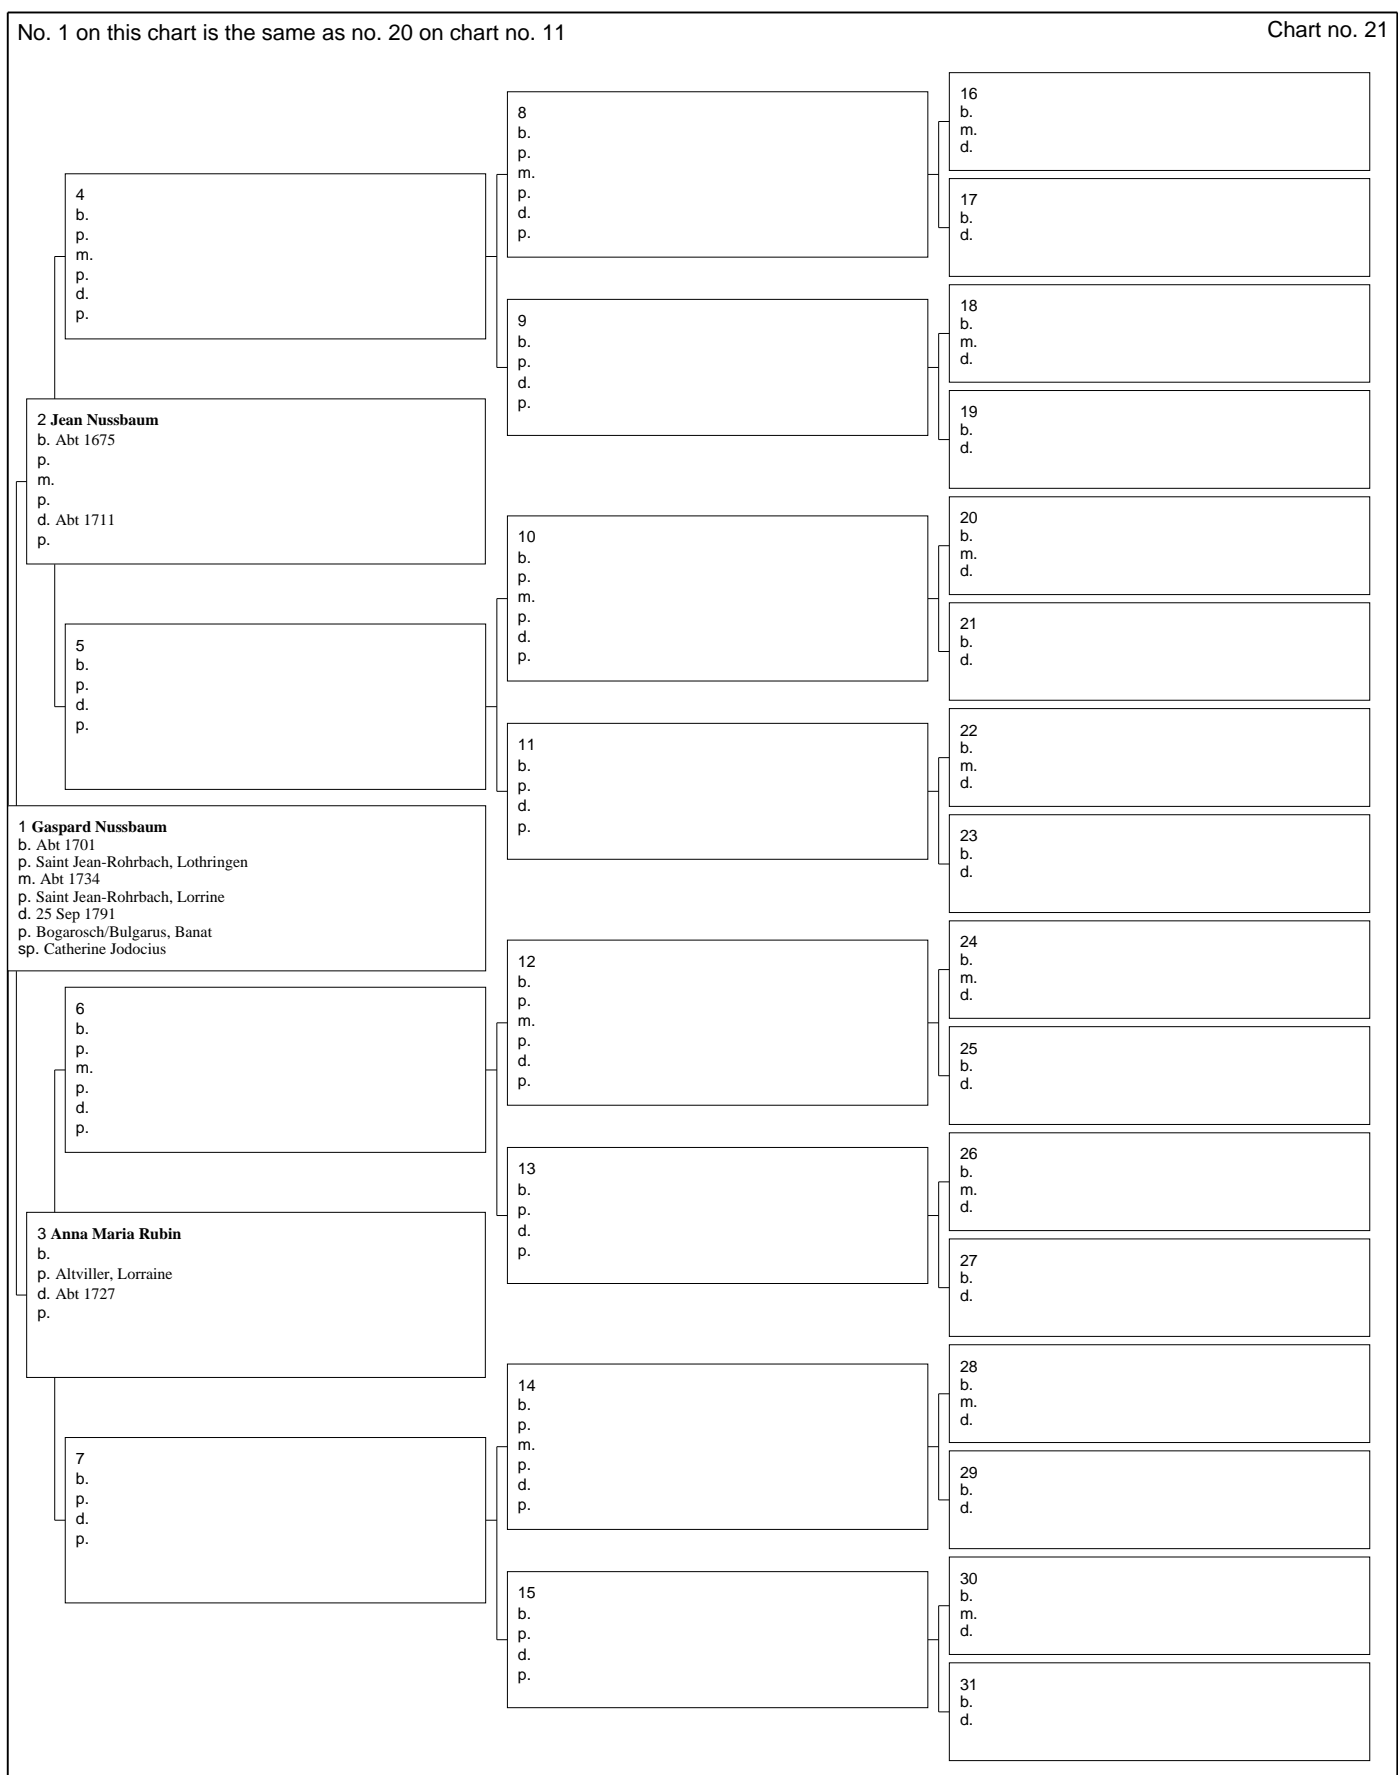 No. 1 on this chart is the same as no. 20 on chart no. 11
Chart no. 21
1 Gaspard Nussbaum
b. Abt 1701
p. Saint Jean-Rohrbach, Lothringen
m. Abt 1734
p. Saint Jean-Rohrbach, Lorrine
d. 25 Sep 1791
p. Bogarosch/Bulgarus, Banat
sp. Catherine Jodocius
2 Jean Nussbaum
b. Abt 1675
p.
m.
p.
d. Abt 1711
p.
3 Anna Maria Rubin
b.
p. Altviller, Lorraine
d. Abt 1727
p.
4
b.
p.
m.
p.
d.
p.
5
b.
p.
d.
p.
6
b.
p.
m.
p.
d.
p.
7
b.
p.
d.
p.
8
b.
p.
m.
p.
d.
p.
9
b.
p.
d.
p.
10
b.
p.
m.
p.
d.
p.
11
b.
p.
d.
p.
12
b.
p.
m.
p.
d.
p.
13
b.
p.
d.
p.
14
b.
p.
m.
p.
d.
p.
15
b.
p.
d.
p.
16
b.
m.
d.
17
b.
d.
18
b.
m.
d.
19
b.
d.
20
b.
m.
d.
21
b.
d.
22
b.
m.
d.
23
b.
d.
24
b.
m.
d.
25
b.
d.
26
b.
m.
d.
27
b.
d.
28
b.
m.
d.
29
b.
d.
30
b.
m.
d.
31
b.
d.